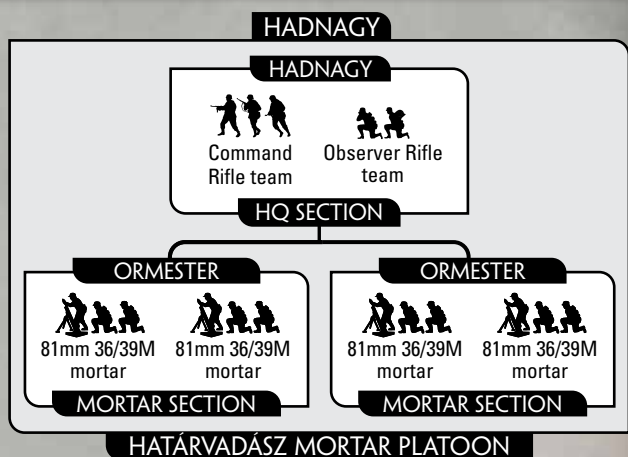 HADNAGY
HADNAGY
Command
Rifle team
Observer Rifle
team
HQ SECTION
ORMESTER
81mm 36/39M
mortar
81mm 36/39M
mortar
MORTAR SECTION
ORMESTER
81mm 36/39M
mortar
81mm 36/39M
mortar
MORTAR SECTION
HATÁRVADÁSZ MORTAR PLATOON